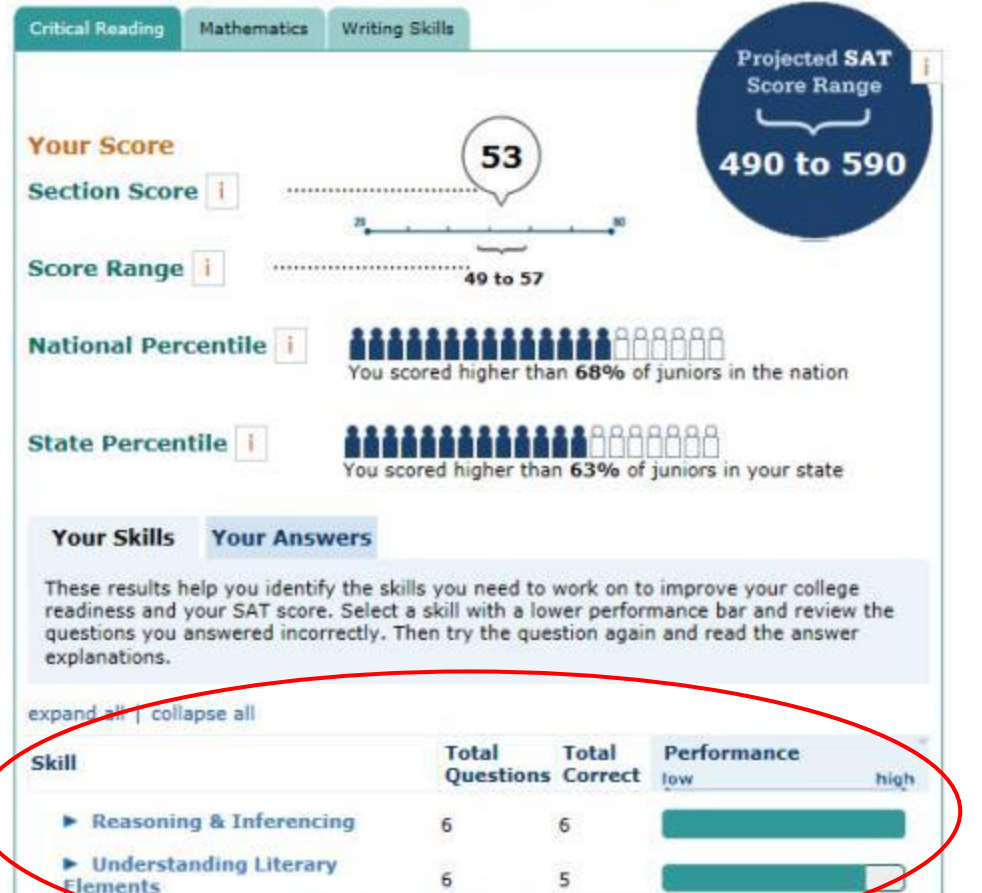 Critical Reading Mathematics Writing Skills
Projected SAT
Score Range
490 to 590
i
Your Score
53
Section Score i
20 80
Score Range i
49 to 57
National Percentile i
You scored higher than 68% of juniors in the nation
State Percentile i
You scored higher than 63% of juniors in your state
Your Skills Your Answers
These results help you identify the skills you need to work on to improve your college
readiness and your SAT score. Select a skill with a lower performance bar and review the
questions you answered incorrectly. Then try the question again and read the answer
explanations.
expand all | collapse all
Skill Total Questions Total Correct Performance
low high
Reasoning & Inferencing 6 6
Understanding Literary
Elements 6 5